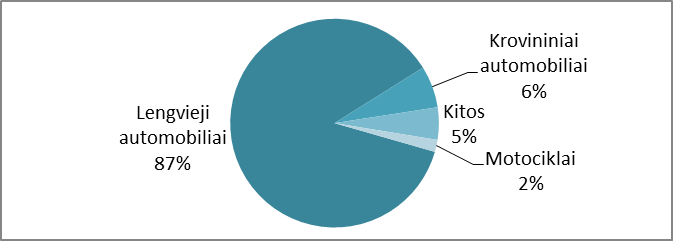 Krovininiai
automobiliai
6%
Lengvieji
automobiliai
87%
Kitos
5%
Motociklai
2%